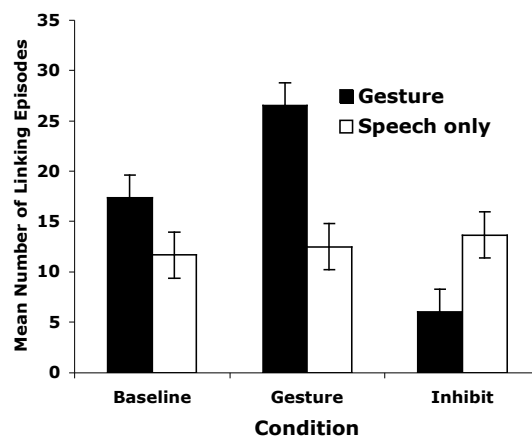 35
30
25
20
15
10
5
0
Mean Number of Linking Episodes
Gesture
Speech only
Baseline
Gesture
Inhibit
Condition